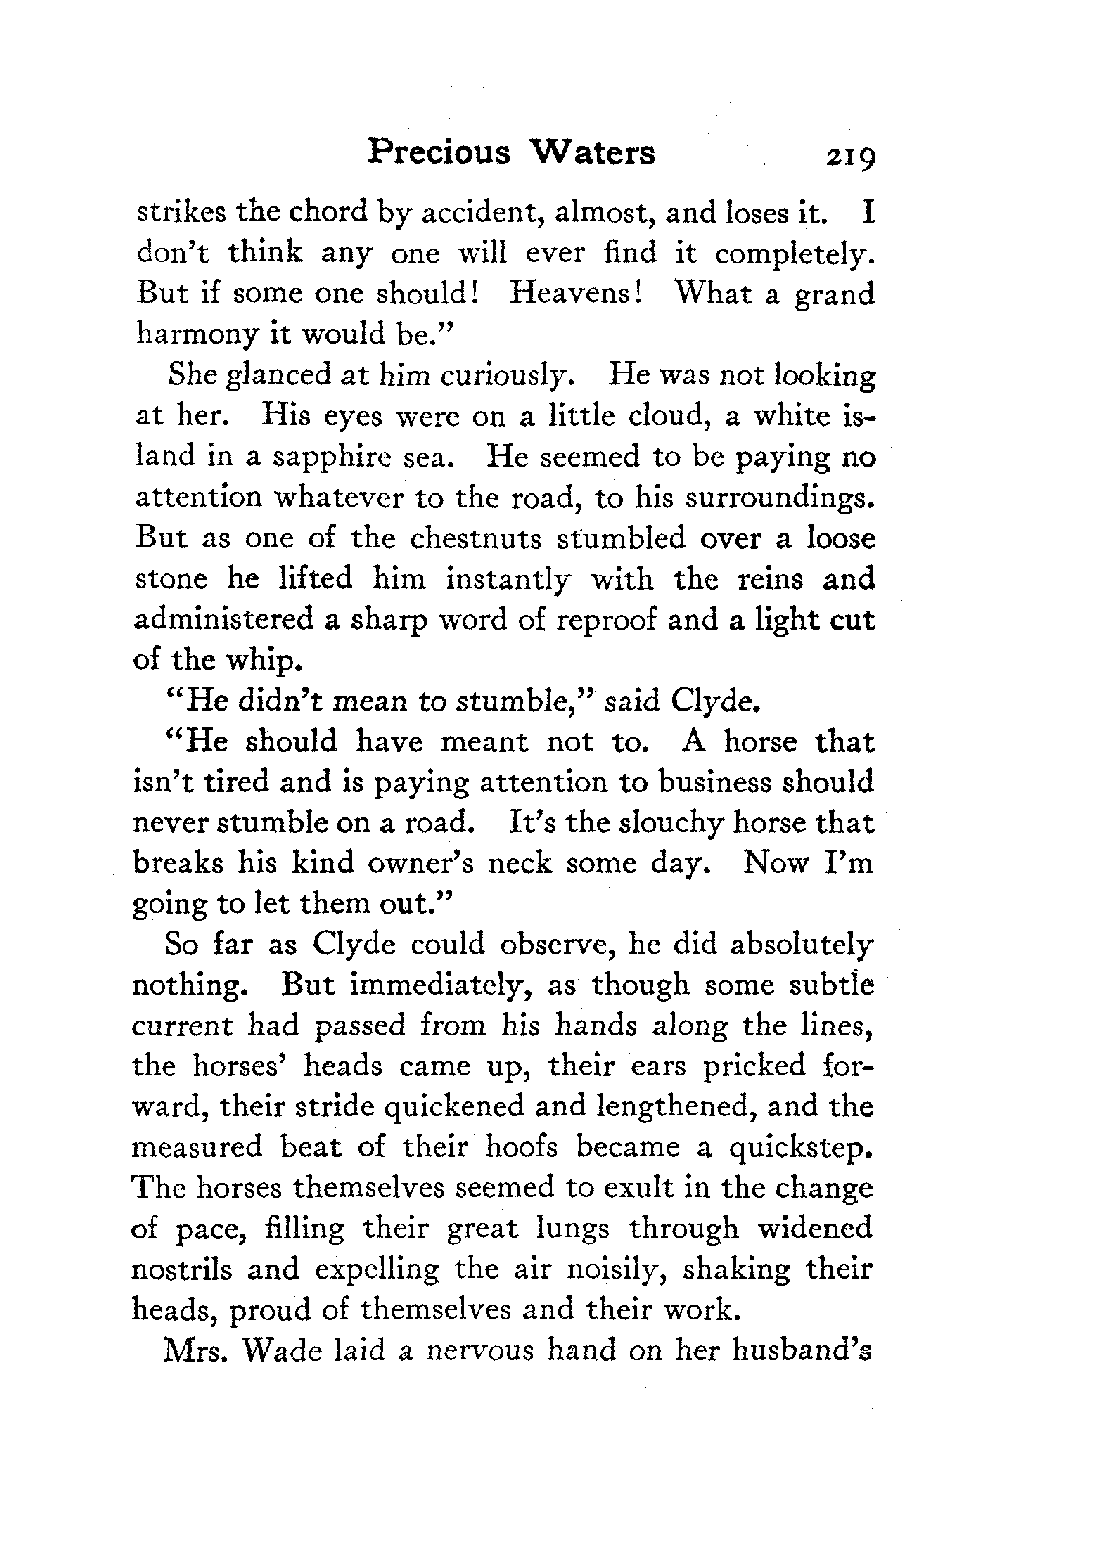 Precious Waters 219
strikes the chord by accident, almost, and loses it. I
don't think any one will ever find it completely.
But if some one should! Heavens! What a grand
harmony it would be."
She glanced at him curiously. He was not looking
at her. His eyes were on a little cloud, a white is-
land in a sapphire sea. He seemed to be paying no
attention whatever to the road, to his surroundings.
But as one of the chestnuts stumbled over a loose
stone he lifted him instantly with the reins and
administered a sharp word of reproof and a light cut
of the whip.
"He didn't mean to stumble," said Clyde.
"He should have meant not to. A horse that
isn't tired and is paying attention to business should
never stumble on a road. It's the slouchy horse that
breaks his kind owner's neck some day. Now I'm
going to let them out."
So far as Clyde could observe, he did absolutely
nothing. But immediately, as though some subtle
current had passed from his hands along the lines,
the horses' heads came up, their ears pricked for-
ward, their stride quickened and lengthened, and the
measured beat of their hoofs became a quickstep.
The horses themselves seemed to exult in the change
of pace, filling their great lungs through widened
nostrils and expelling the air noisily, shaking their
heads, proud of themselves and their work.
Mrs. Wade laid a nervous hand on her husband's